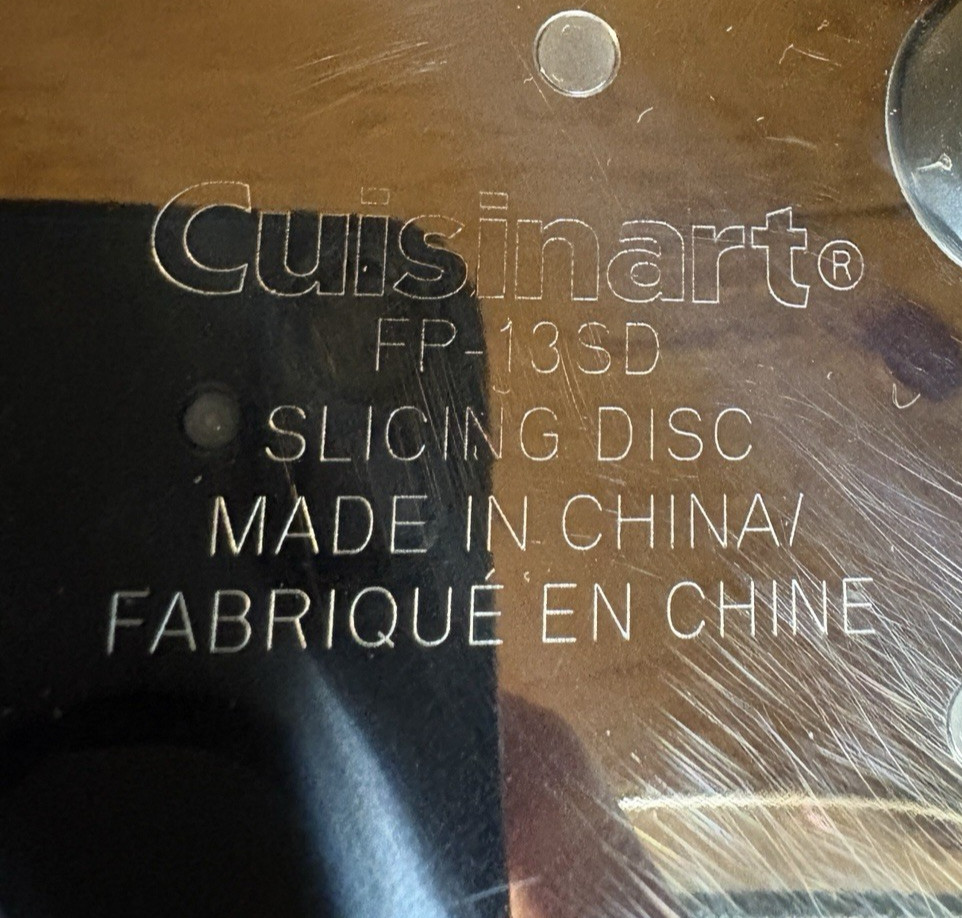 Cuisinart®
FP-13SD
SLICING DISC
MADE IN CHINA/
FABRIQUÉ EN CHINE